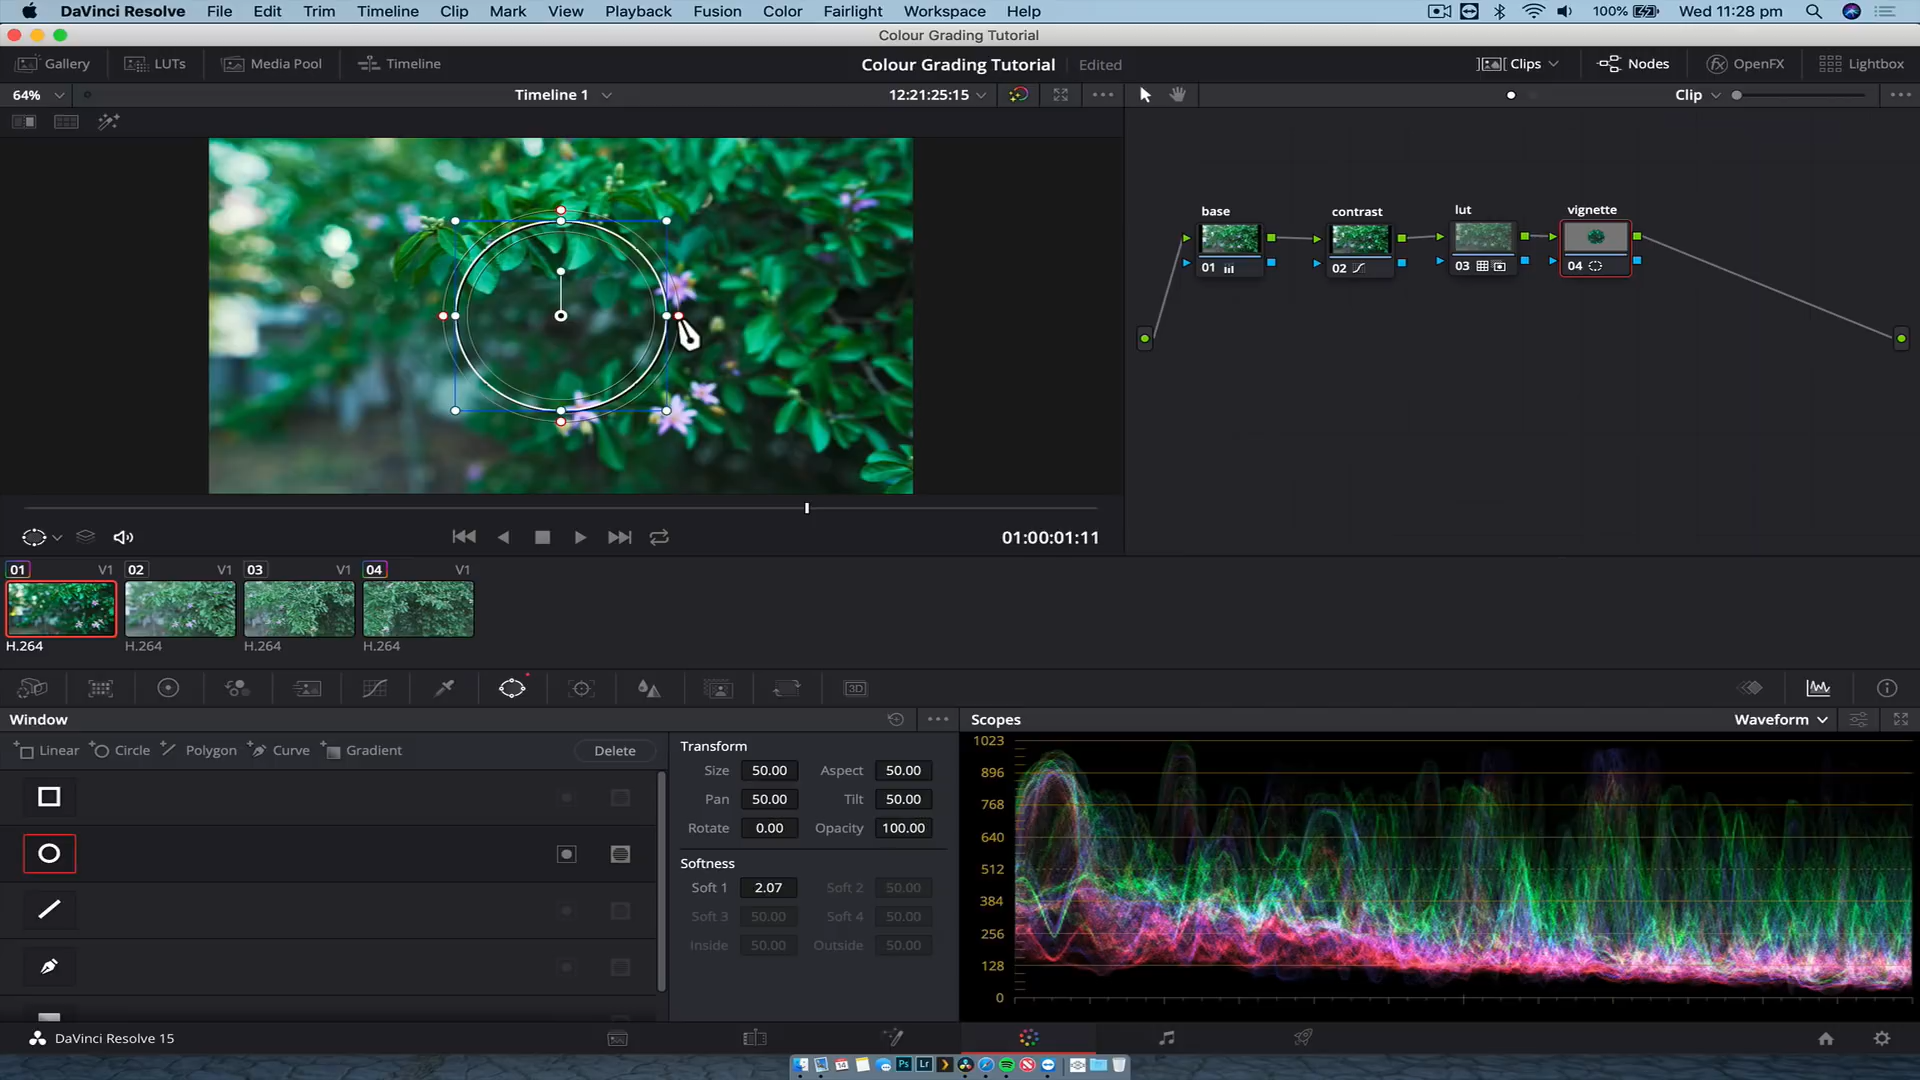 DaVinci Resolve File Edit Trim Timeline Clip Mark View Playback Fusion Color Fairlight Workspace Help 100% Wed 11:28 pm
Colour Grading Tutorial
Gallery LUTs Media Pool Timeline Colour Grading Tutorial Edited Clips Nodes OpenFX Lightbox
64% Timeline 1 12:21:25:15 Clip
base contrast lut vignette
01 02 03 04
01:00:01:11
01 V1 02 V1 03 V1 04 V1
H.264 H.264 H.264 H.264
3D
Window
Linear Circle Polygon Curve Gradient Delete
Transform
Size 50.00 Aspect 50.00
Pan 50.00 Tilt 50.00
Rotate 0.00 Opacity 100.00
Softness
Soft 1 2.07 Soft 2 50.00
Soft 3 50.00 Soft 4 50.00
Inside 50.00 Outside 50.00
Scopes Waveform
1023
896
768
640
512
384
256
128
0
DaVinci Resolve 15
14 Ps Lr